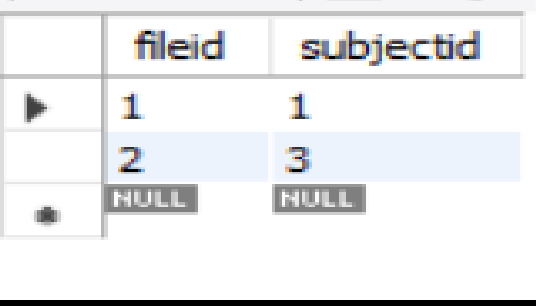 fileid subjectid
1 1
2 3
NULL NULL